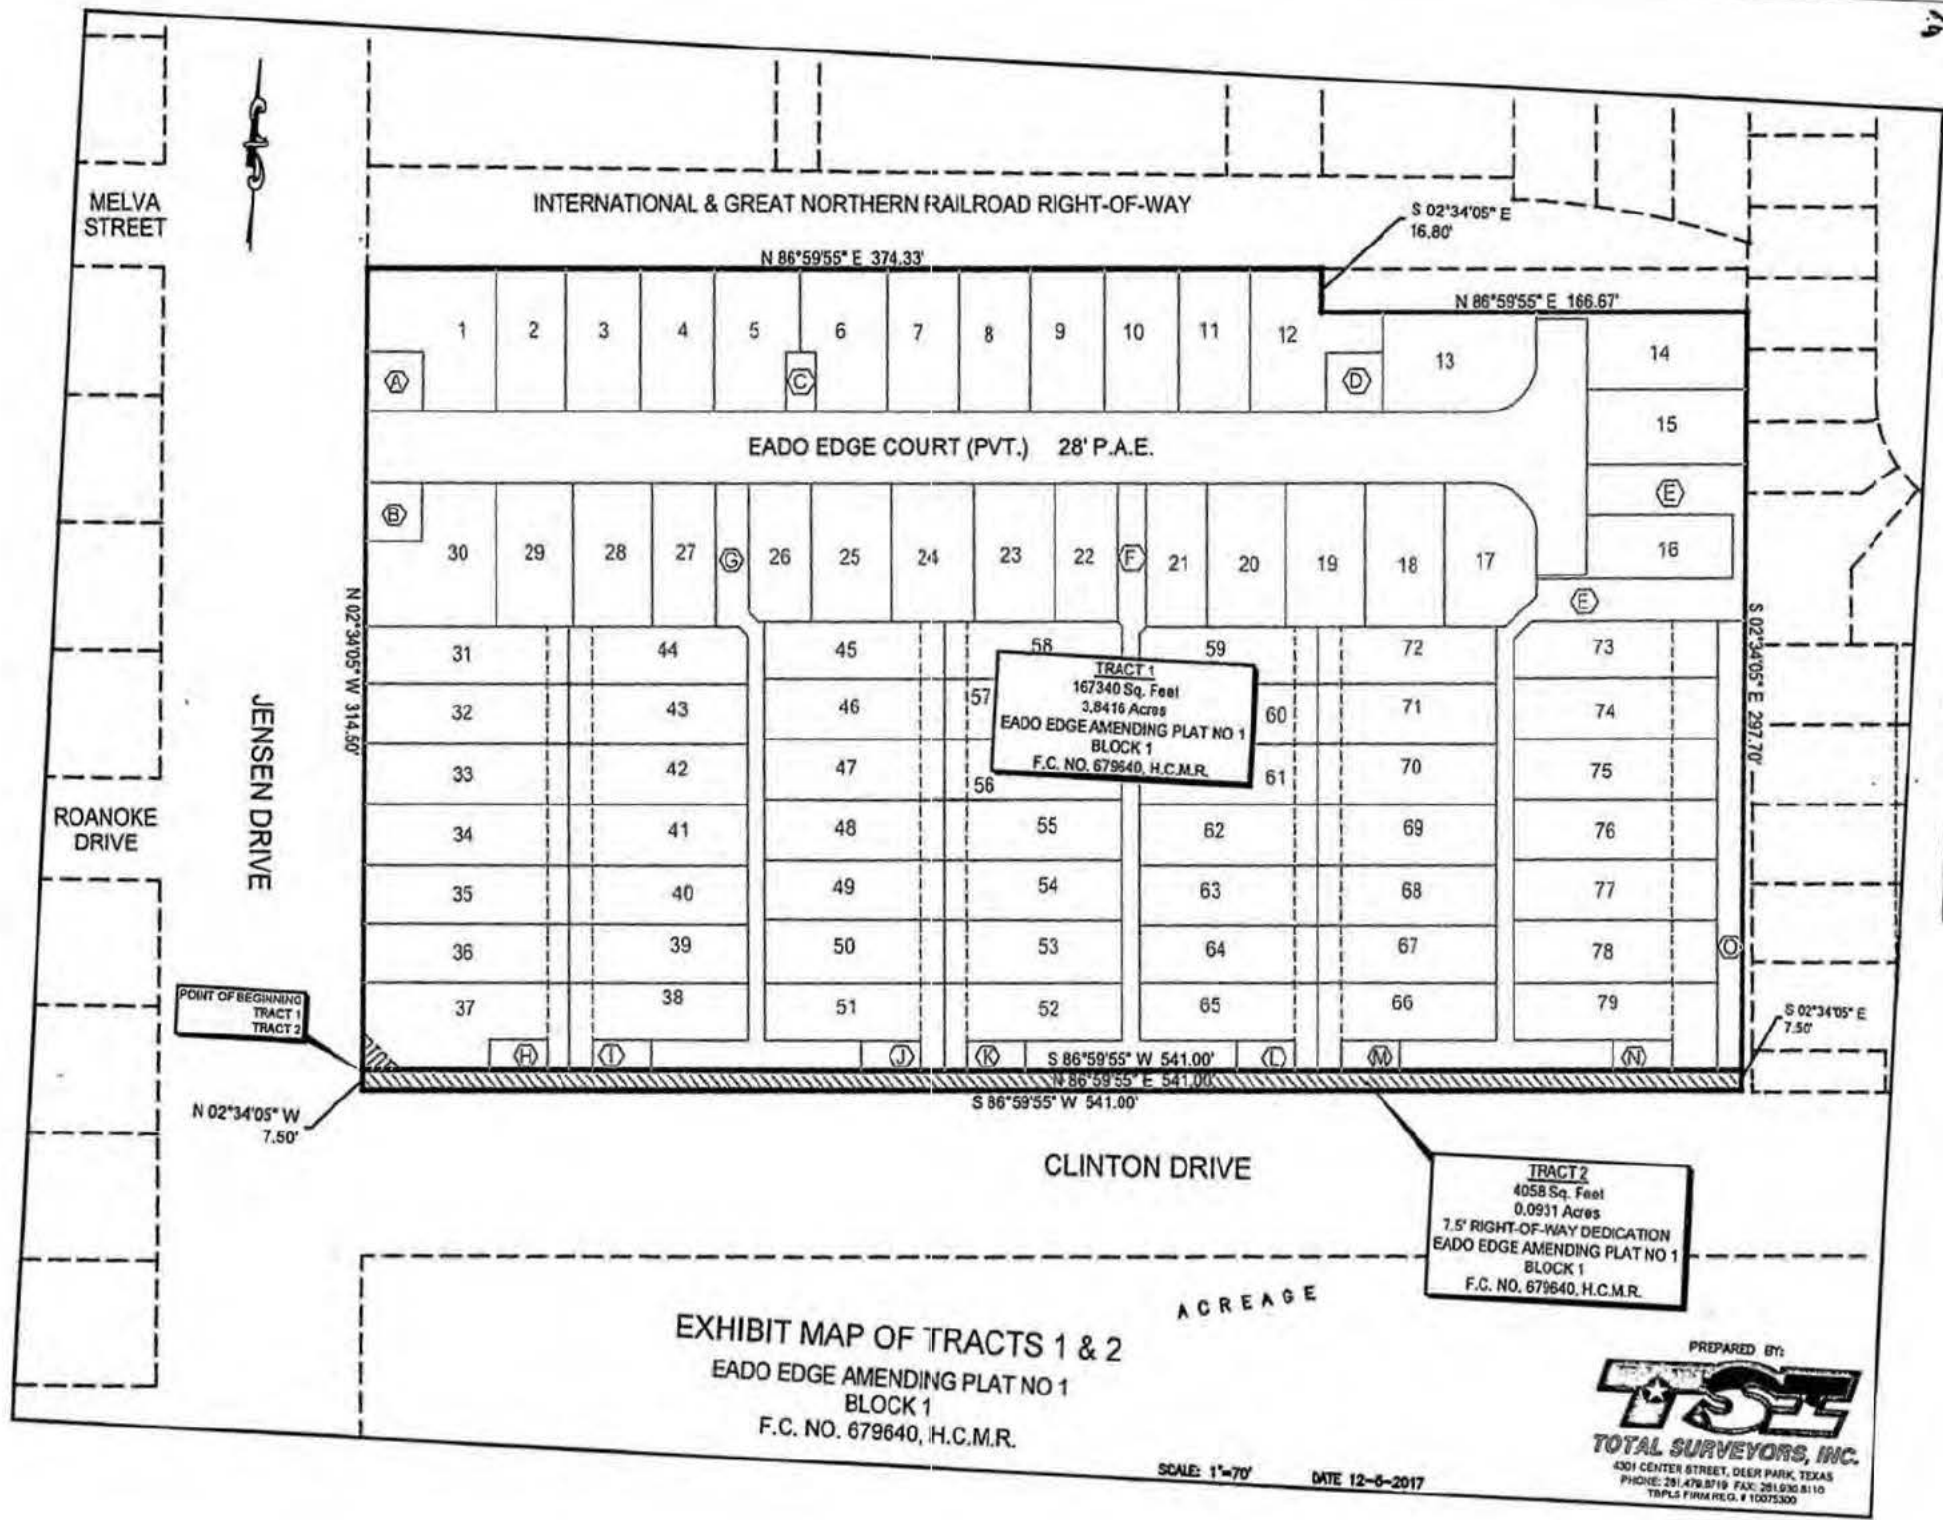 MELVA
STREET
INTERNATIONAL & GREAT NORTHERN RAILROAD RIGHT-OF-WAY
S 02°34'05" E
16.80'
N 86°59'55" E 374.33'
N 86°59'55" E 166.67'
1 2 3 4 5 6 7 8 9 10 11 12 13 14
A C D
15
EADO EDGE COURT (PVT.) 28' P.A.E.
E
B
30 29 28 27 G 26 25 24 23 22 F 21 20 19 18 17 16
E
N 02°34'05" W 314.50'
S 02°34'05" E 297.70'
31 44 45 58 59 72 73
32 43 46 57 60 71 74
33 42 47 56 61 70 75
34 41 48 55 62 69 76
35 40 49 54 63 68 77
36 39 50 53 64 67 78 O
37 38 51 52 65 66 79
TRACT 1
167340 Sq. Feet
3.8416 Acres
EADO EDGE AMENDING PLAT NO 1
BLOCK 1
F.C. NO. 679640, H.C.M.R.
JENSEN DRIVE
ROANOKE
DRIVE
POINT OF BEGINNING
TRACT 1
TRACT 2
S 02°34'05" E
7.50'
H I J K L M N
S 86°59'55" W 541.00'
N 86°59'55" E 541.00'
S 86°59'55" W 541.00'
N 02°34'05" W
7.50'
CLINTON DRIVE
TRACT 2
4058 Sq. Feet
0.0931 Acres
7.5' RIGHT-OF-WAY DEDICATION
EADO EDGE AMENDING PLAT NO 1
BLOCK 1
F.C. NO. 679640, H.C.M.R.
ACREAGE
EXHIBIT MAP OF TRACTS 1 & 2
EADO EDGE AMENDING PLAT NO 1
BLOCK 1
F.C. NO. 679640, H.C.M.R.
SCALE: 1"=70' DATE 12-6-2017
PREPARED BY:
TSI
TOTAL SURVEYORS, INC.
4301 CENTER STREET, DEER PARK, TEXAS
PHONE: 281.479.8719 FAX: 281.930.8110
TBPLS FIRM REG. # 10075300